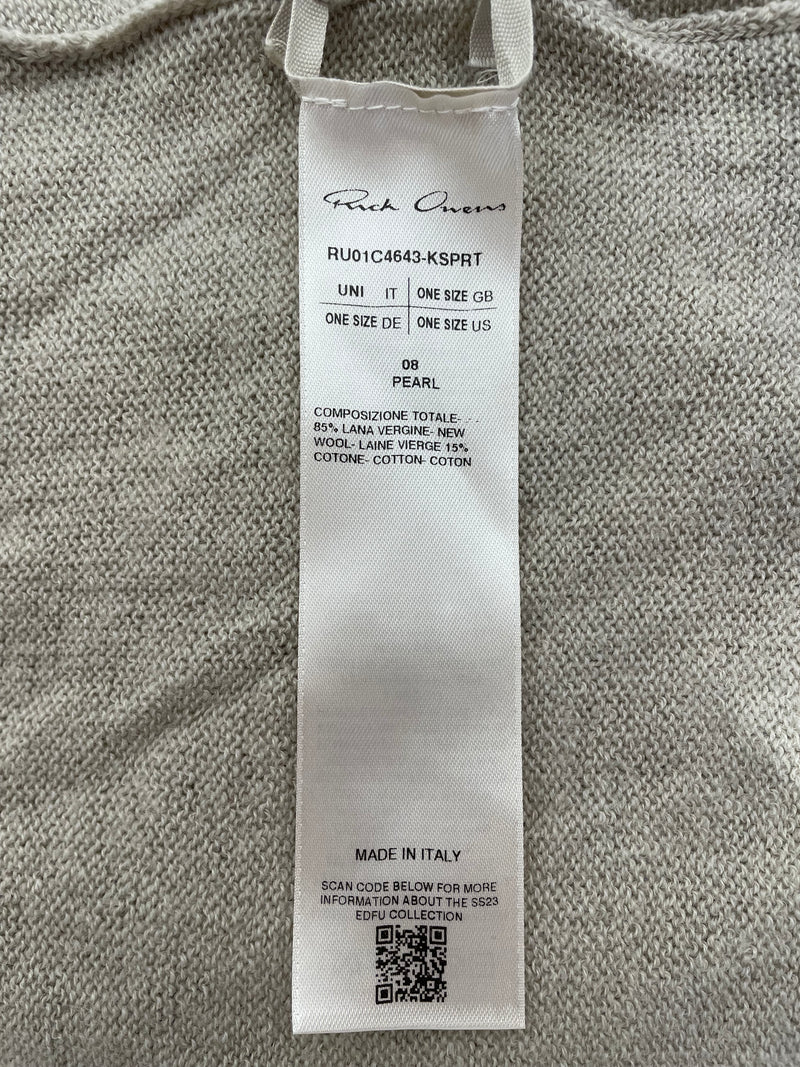 Rick Owens
RU01C4643-KSPRT
UNI IT ONE SIZE GB
ONE SIZE DE ONE SIZE US
08
PEARL
COMPOSIZIONE TOTALE- - -
85% LANA VERGINE- NEW
WOOL- LAINE VIERGE 15%
COTONE- COTTON- COTON
MADE IN ITALY
SCAN CODE BELOW FOR MORE
INFORMATION ABOUT THE SS23
EDFU COLLECTION